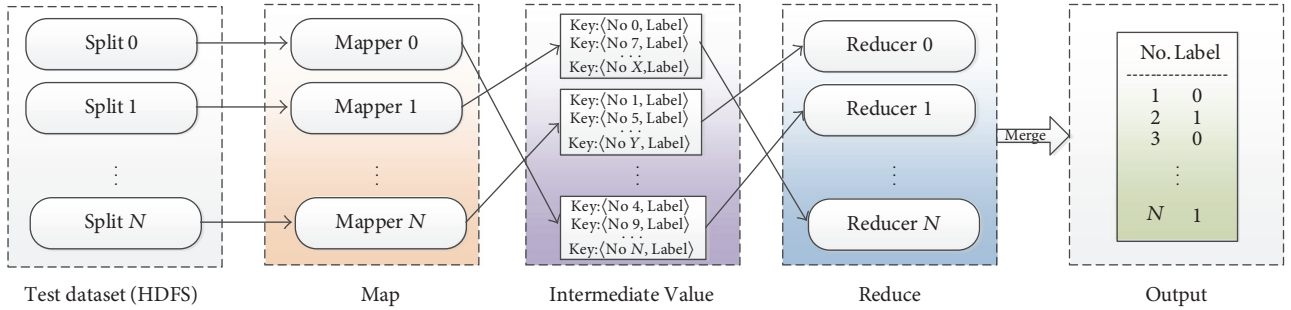 Split 0
Split 1
⋮
Split N
Test dataset (HDFS)
Mapper 0
Mapper 1
⋮
Mapper N
Map
Key:⟨No 0, Label⟩
Key:⟨No 7, Label⟩
...
Key:⟨No X,Label⟩
Key:⟨No 1, Label⟩
Key:⟨No 5, Label⟩
...
Key:⟨No Y, Label⟩
⋮
Key:⟨No 4, Label⟩
Key:⟨No 9, Label⟩
...
Key:⟨No N, Label⟩
Intermediate Value
Reducer 0
Reducer 1
⋮
Reducer N
Reduce
Merge
No. Label
1 0
2 1
3 0
⋮
N 1
Output